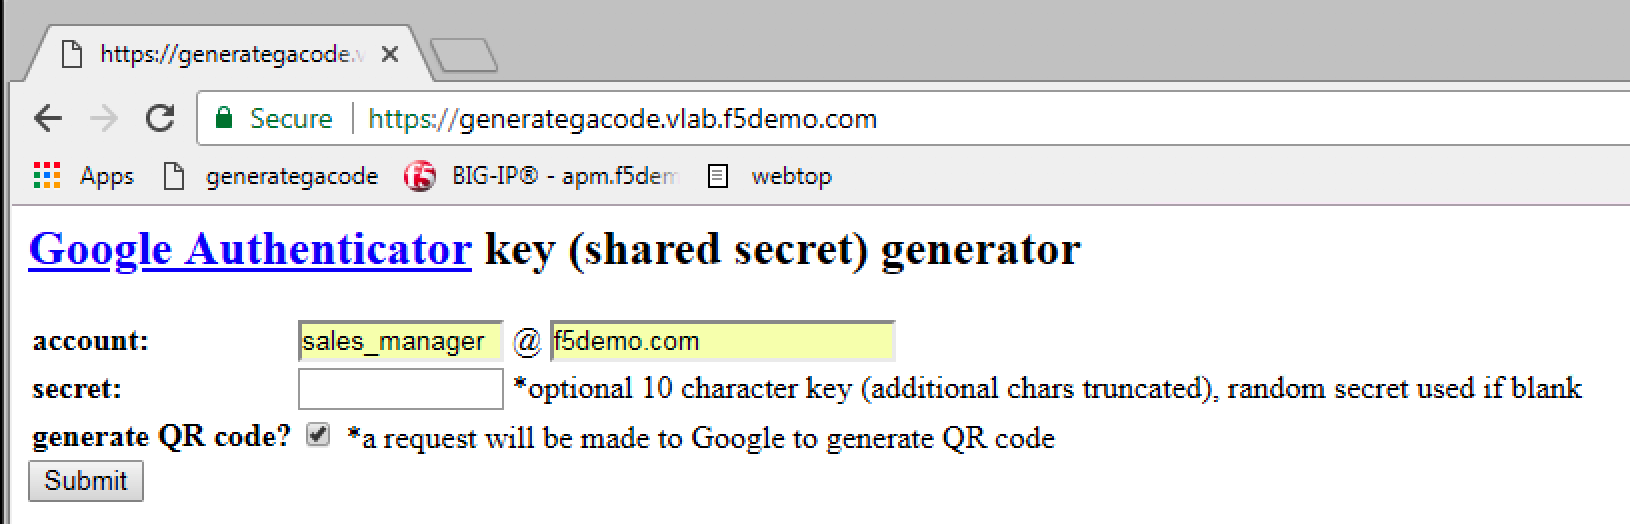 https://generategacode.v
Secure https://generategacode.vlab.f5demo.com
Apps generategacode f5 BIG-IP® - apm.f5dem webtop
Google Authenticator key (shared secret) generator
account: sales_manager @ f5demo.com
secret: *optional 10 character key (additional chars truncated), random secret used if blank
generate QR code? *a request will be made to Google to generate QR code
Submit